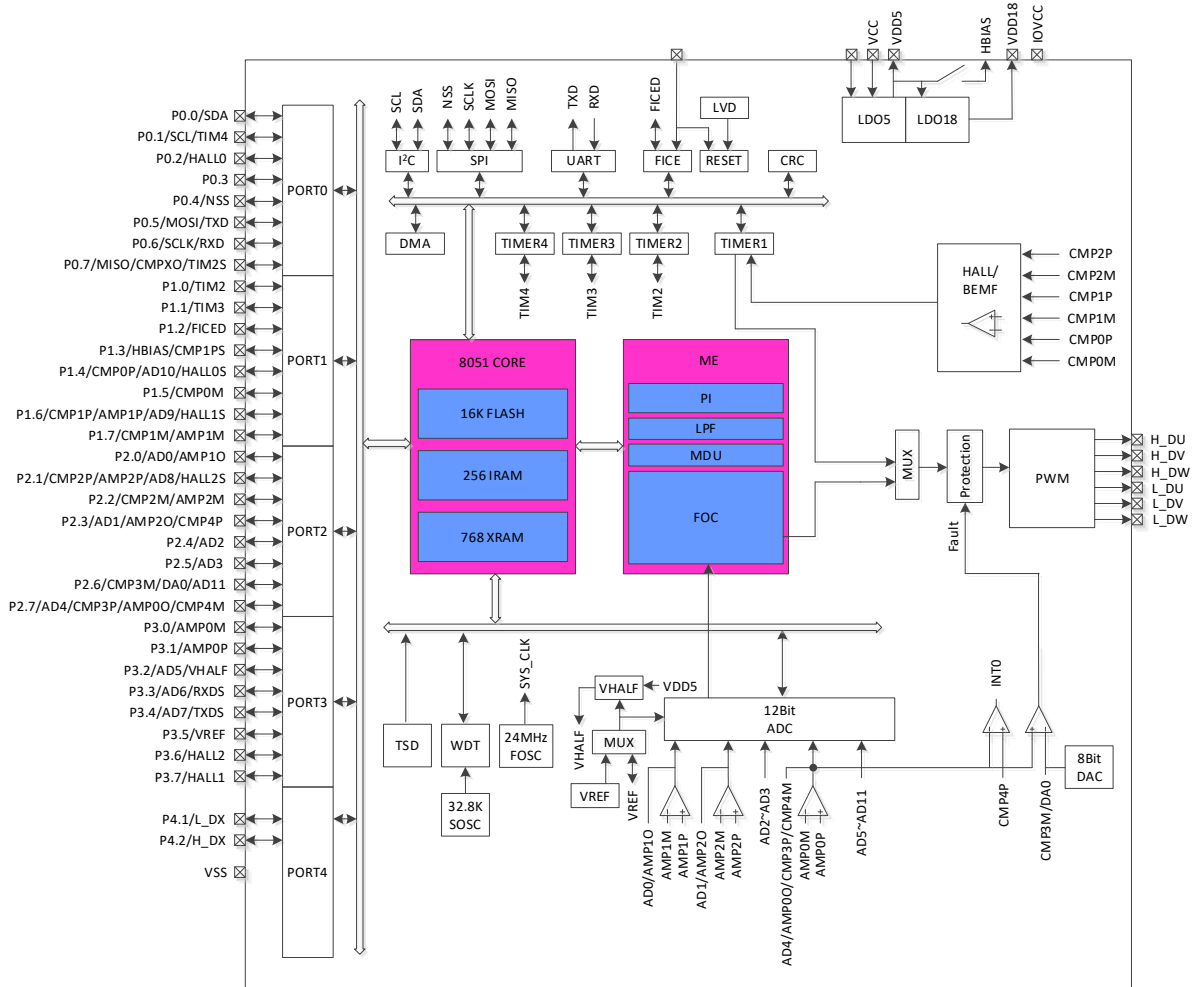 VCC
VDD5
HBIAS
VDD18
IOVCC
LDO5
LDO18
P0.0/SDA
P0.1/SCL/TIM4
P0.2/HALL0
P0.3
P0.4/NSS
P0.5/MOSI/TXD
P0.6/SCLK/RXD
P0.7/MISO/CMPXO/TIM2S
P1.0/TIM2
P1.1/TIM3
P1.2/FICED
P1.3/HBIAS/CMP1PS
P1.4/CMP0P/AD10/HALL0S
P1.5/CMP0M
P1.6/CMP1P/AMP1P/AD9/HALL1S
P1.7/CMP1M/AMP1M
P2.0/AD0/AMP1O
P2.1/CMP2P/AMP2P/AD8/HALL2S
P2.2/CMP2M/AMP2M
P2.3/AD1/AMP2O/CMP4P
P2.4/AD2
P2.5/AD3
P2.6/CMP3M/DA0/AD11
P2.7/AD4/CMP3P/AMP0O/CMP4M
P3.0/AMP0M
P3.1/AMP0P
P3.2/AD5/VHALF
P3.3/AD6/RXDS
P3.4/AD7/TXDS
P3.5/VREF
P3.6/HALL2
P3.7/HALL1
P4.1/L_DX
P4.2/H_DX
VSS
PORT0
PORT1
PORT2
PORT3
PORT4
SCL
SDA
NSS
SCLK
MOSI
MISO
TXD
RXD
FICED
LVD
I²C
SPI
UART
FICE
RESET
CRC
DMA
TIMER4
TIMER3
TIMER2
TIMER1
TIM4
TIM3
TIM2
HALL/
BEMF
CMP2P
CMP2M
CMP1P
CMP1M
CMP0P
CMP0M
8051 CORE
16K FLASH
256 IRAM
768 XRAM
ME
PI
LPF
MDU
FOC
MUX
Protection
Fault
PWM
H_DU
H_DV
H_DW
L_DU
L_DV
L_DW
TSD
WDT
32.8K
SOSC
SYS_CLK
24MHz
FOSC
VHALF
VDD5
VHALF
MUX
VREF
VREF
12Bit
ADC
AD0/AMP1O
AMP1M
AMP1P
AD1/AMP2O
AMP2M
AMP2P
AD2~AD3
AD4/AMP0O/CMP3P/CMP4M
AMP0M
AMP0P
AD5~AD11
INT0
CMP4P
CMP3M/DA0
8Bit
DAC